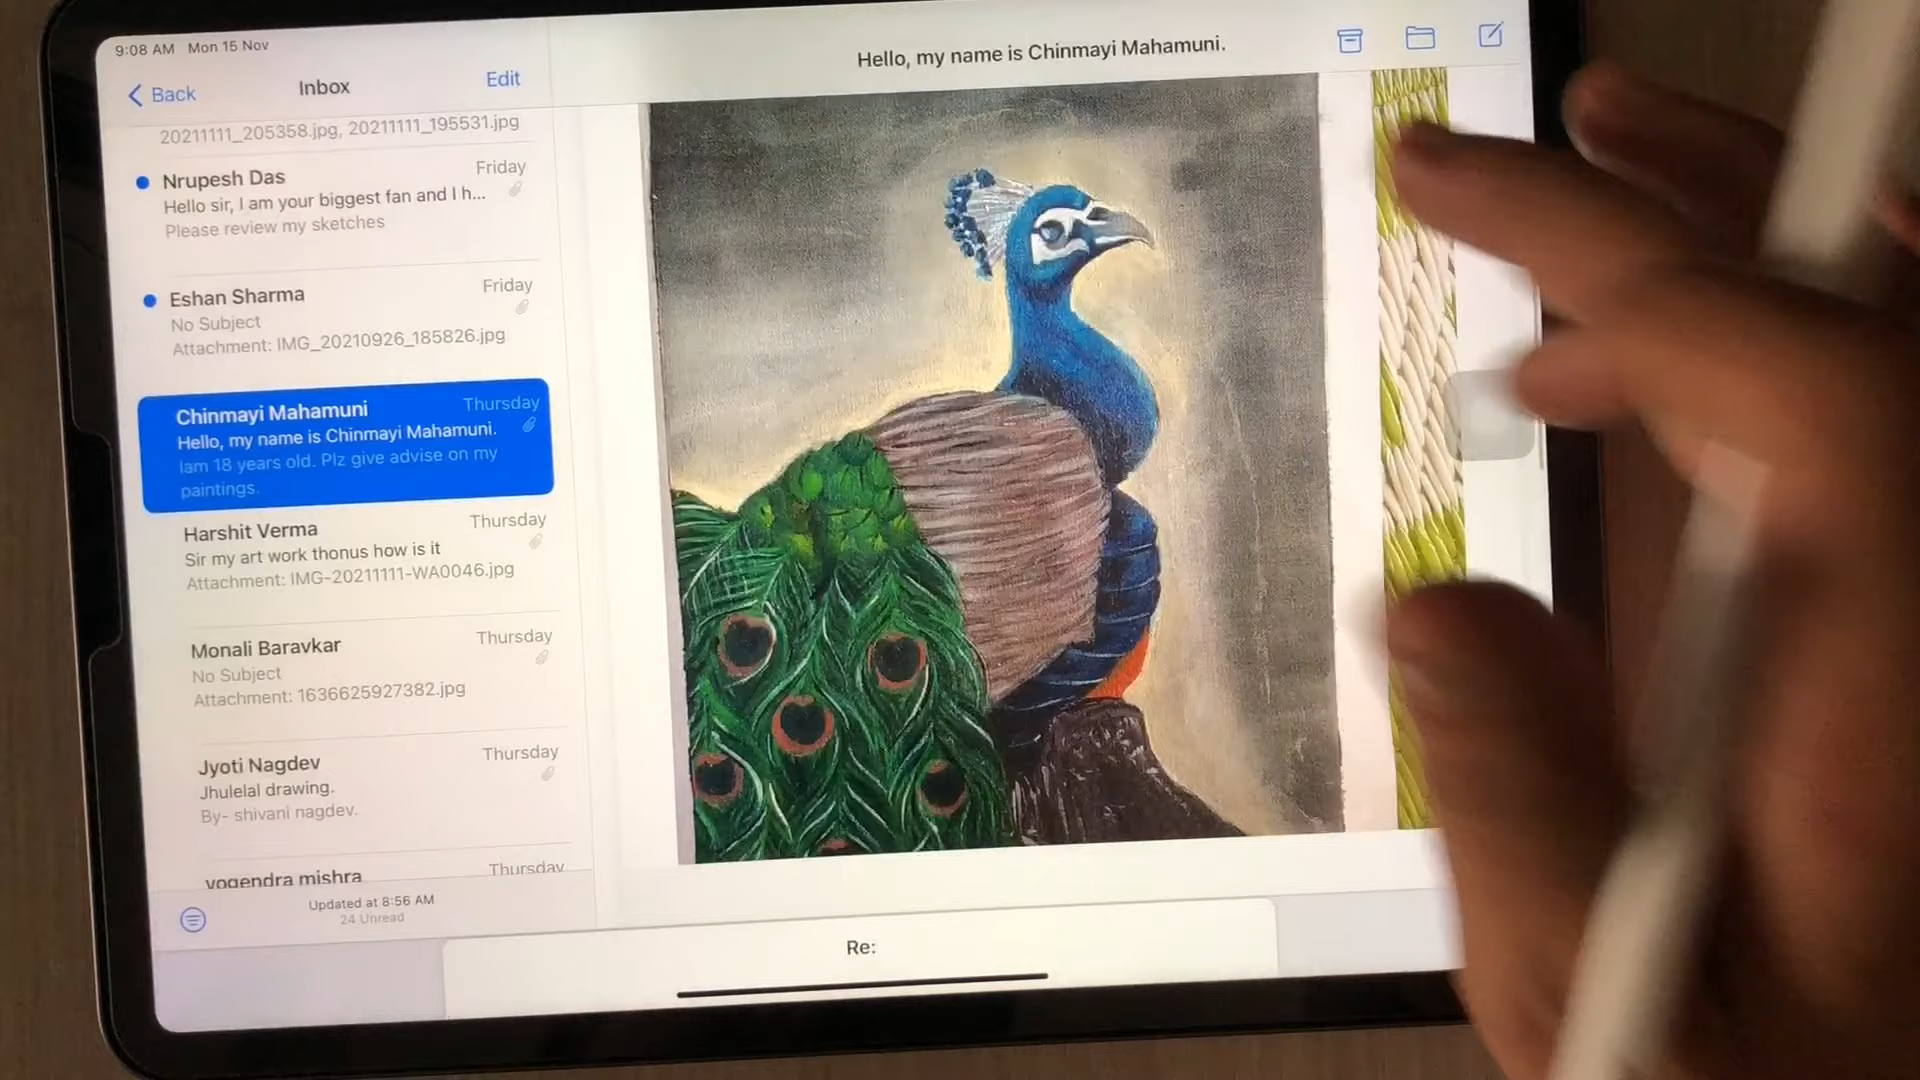 9:08 AM Mon 15 Nov
Back
Inbox
Edit
20211111_205358.jpg, 20211111_195531.jpg
Nrupesh Das
Friday
Hello sir, I am your biggest fan and I h...
Please review my sketches
Eshan Sharma
Friday
No Subject
Attachment: IMG_20210926_185826.jpg
Chinmayi Mahamuni
Thursday
Hello, my name is Chinmayi Mahamuni.
Iam 18 years old. Plz give advise on my
paintings.
Harshit Verma
Thursday
Sir my art work thonus how is it
Attachment: IMG-20211111-WA0046.jpg
Monali Baravkar
Thursday
No Subject
Attachment: 1636625927382.jpg
Jyoti Nagdev
Thursday
Jhulelal drawing.
By- shivani nagdev.
yogendra mishra
Thursday
Updated at 8:56 AM
24 Unread
Hello, my name is Chinmayi Mahamuni.
Re: